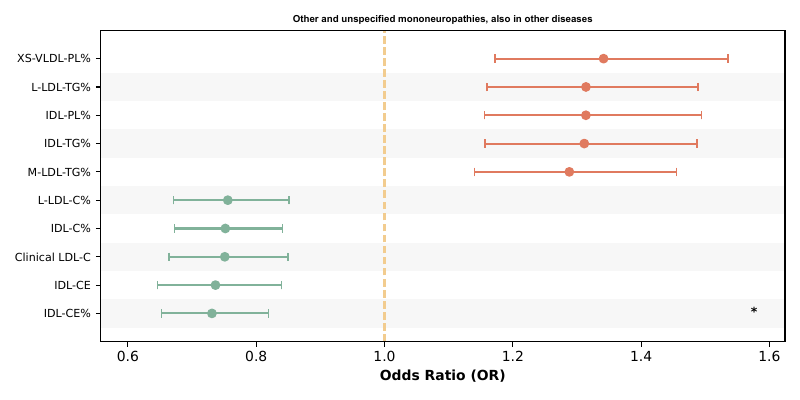 Other and unspecified mononeuropathies, also in other diseases
XS-VLDL-PL%
L-LDL-TG%
IDL-PL%
IDL-TG%
M-LDL-TG%
L-LDL-C%
IDL-C%
Clinical LDL-C
IDL-CE
IDL-CE%
*
0.6 0.8 1.0 1.2 1.4 1.6
Odds Ratio (OR)